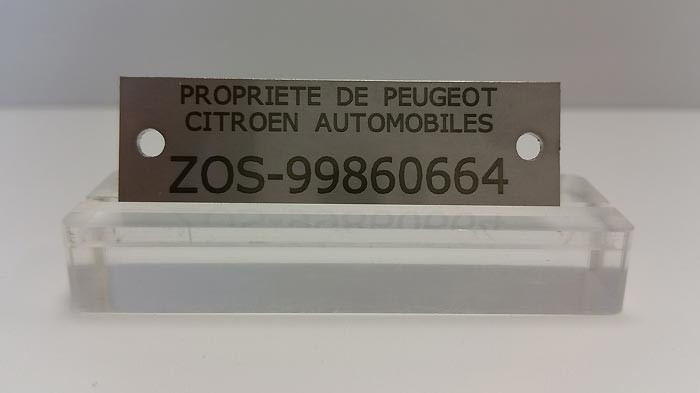 PROPRIETE DE PEUGEOT
CITROEN AUTOMOBILES
ZOS-99860664